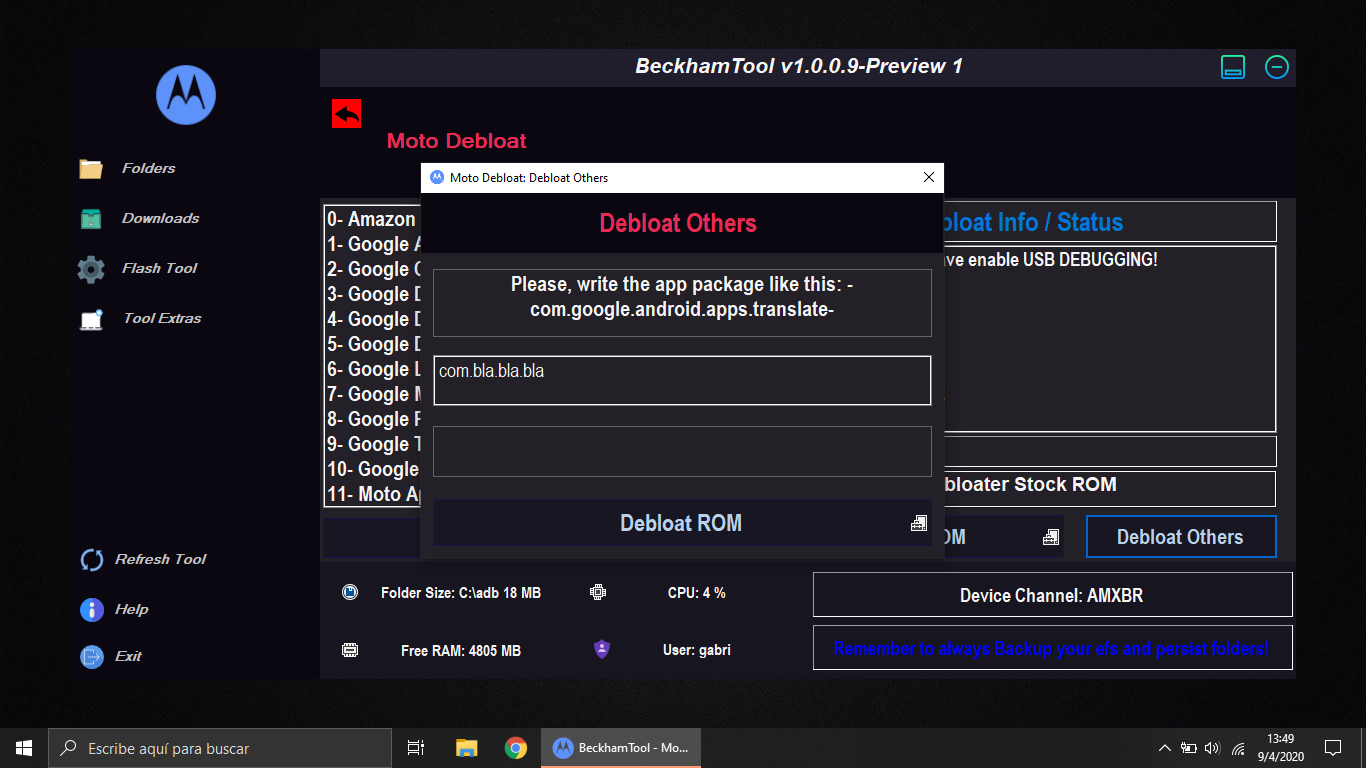 BeckhamTool v1.0.0.9-Preview 1
Folders
Downloads
Flash Tool
Tool Extras
Refresh Tool
Help
Exit
Moto Debloat
0- Amazon
1- Google
2- Google
3- Google
4- Google
5- Google
6- Google
7- Google
8- Google
9- Google
10- Google
11- Moto
Moto Debloat: Debloat Others
Debloat Others
Please, write the app package like this: -
com.google.android.apps.translate-
com.bla.bla.bla
Debloat ROM
bloat Info / Status
ve enable USB DEBUGGING!
bloater Stock ROM
OM
Debloat Others
Folder Size: C:\adb 18 MB
CPU: 4 %
Device Channel: AMXBR
Free RAM: 4805 MB
User: gabri
Remember to always Backup your efs and persist folders!
Escribe aquí para buscar
BeckhamTool - Mo...
13:49
9/4/2020